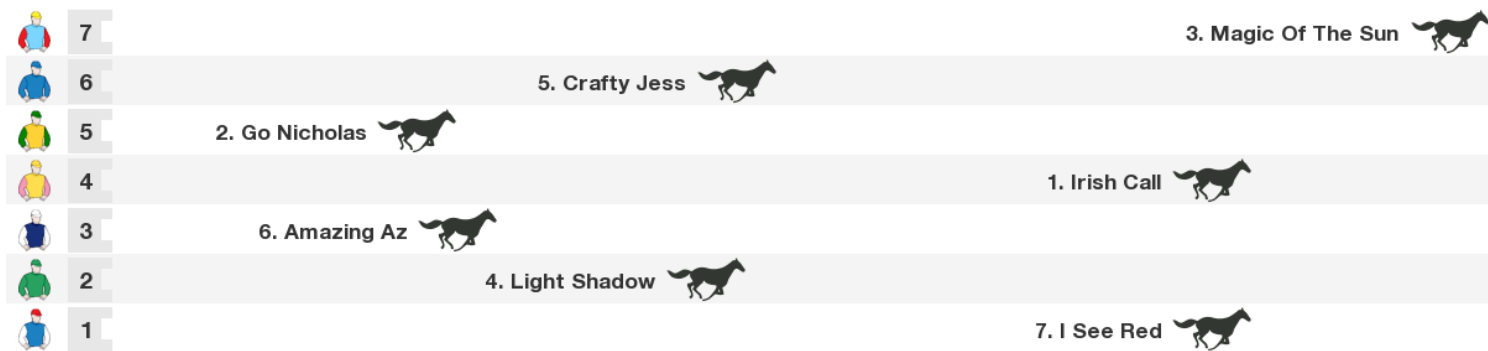 7 3. Magic Of The Sun
6 5. Crafty Jess
5 2. Go Nicholas
4 1. Irish Call
3 6. Amazing Az
2 4. Light Shadow
1 7. I See Red